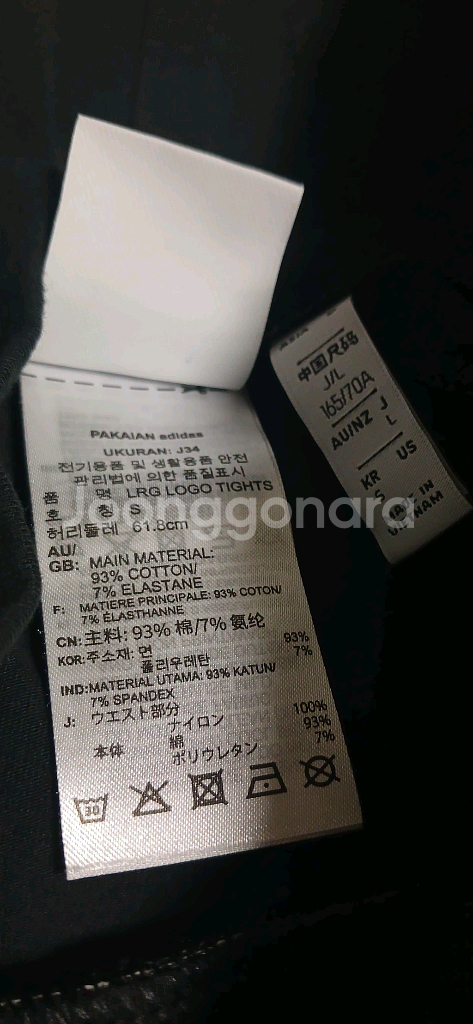 PAKAIAN adidas
UKURAN: J34
전기용품 및 생활용품 안전
관리법에 의한 품질표시
품 명 LRG LOGO TIGHTS
호 칭 S
허리둘레 61.8cm
AU/
GB: MAIN MATERIAL:
93% COTTON/
7% ELASTANE
F: MATIERE PRINCIPALE: 93% COTON/
7% ÉLASTHANNE
CN: 主料: 93% 棉/7% 氨纶
KOR: 주소재: 면 93%
폴리우레탄 7%
IND: MATERIAL UTAMA: 93% KATUN/
7% SPANDEX
J: ウエスト部分
ナイロン 100%
本体 綿 93%
ポリウレタン 7%
30
ASIA
中国尺码
J/L
165/70A
AU/NZ J
L
US
KR
S
MADE IN
VIETNAM
Joonggonara